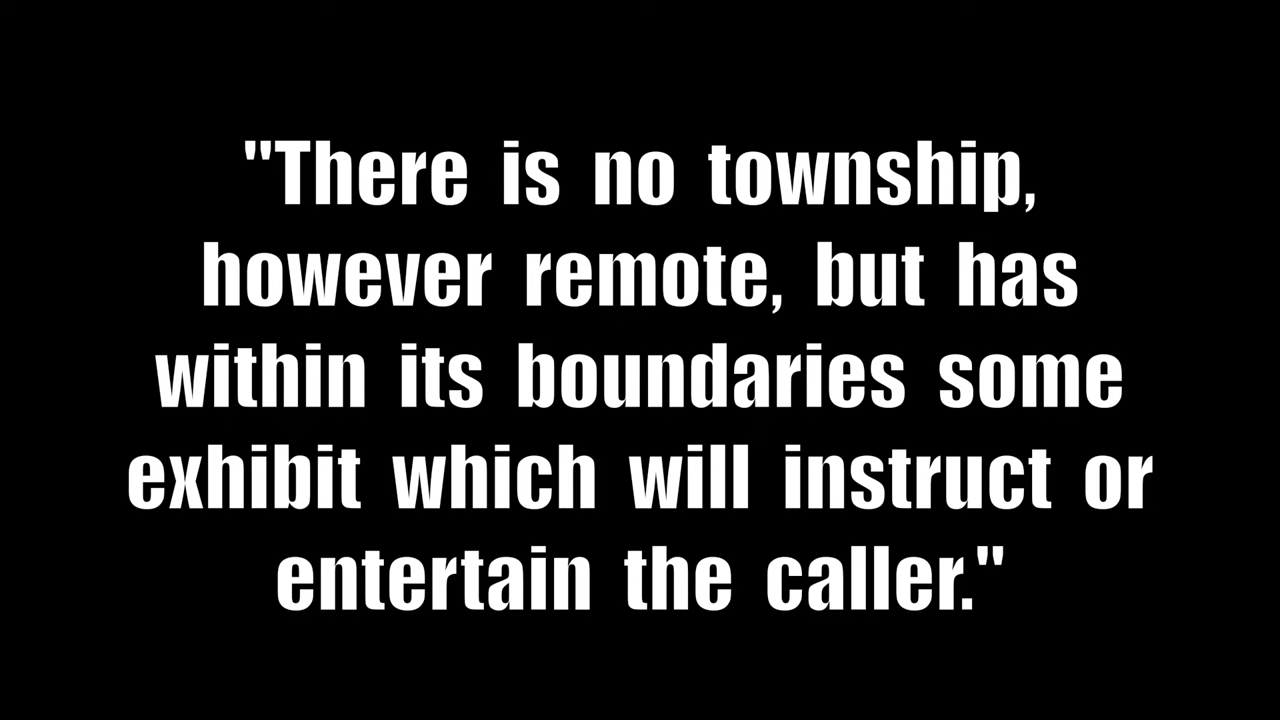 "There is no township,
however remote, but has
within its boundaries some
exhibit which will instruct or
entertain the caller."